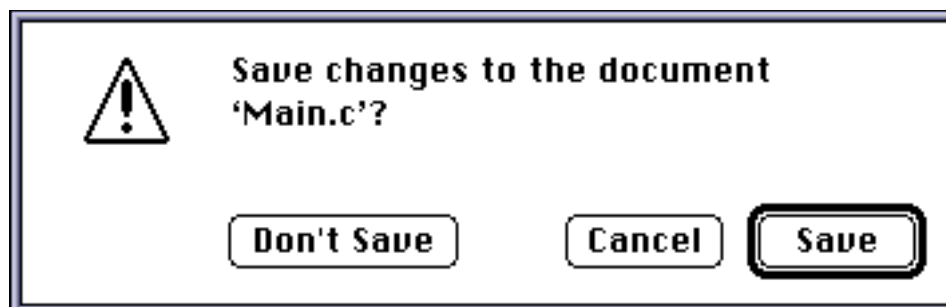 Save changes to the document
‘Main.c’?
Don't Save Cancel Save